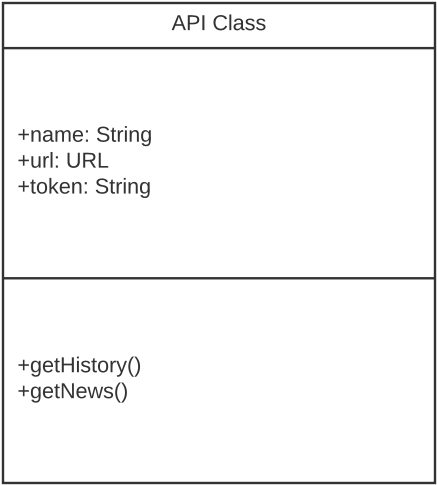 API Class
+name: String
+url: URL
+token: String
+getHistory()
+getNews()